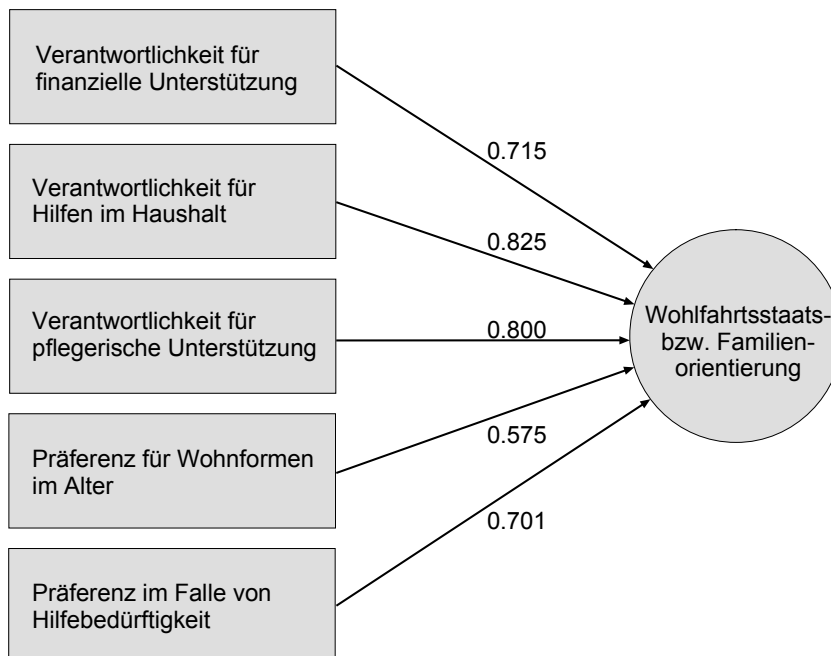 Verantwortlichkeit für
finanzielle Unterstützung
0.715
Verantwortlichkeit für
Hilfen im Haushalt
0.825
Verantwortlichkeit für
pflegerische Unterstützung
0.800
Wohlfahrtsstaats-
bzw. Familien-
orientierung
Präferenz für Wohnformen
im Alter
0.575
0.701
Präferenz im Falle von
Hilfebedürftigkeit